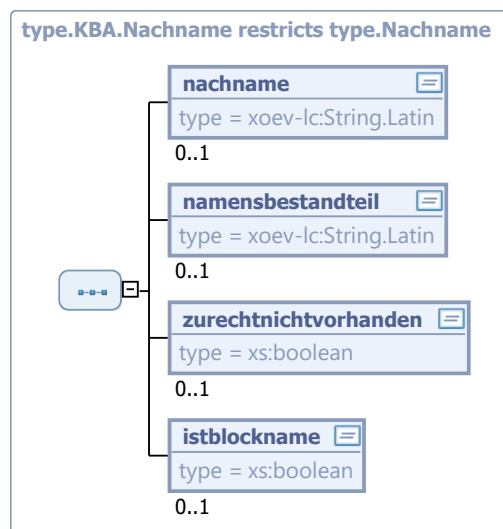 type.KBA.Nachname restricts type.Nachname
nachname
type = xoev-lc:String.Latin
0..1
namensbestandteil
type = xoev-lc:String.Latin
0..1
zurechtnichtvorhanden
type = xs:boolean
0..1
istblockname
type = xs:boolean
0..1